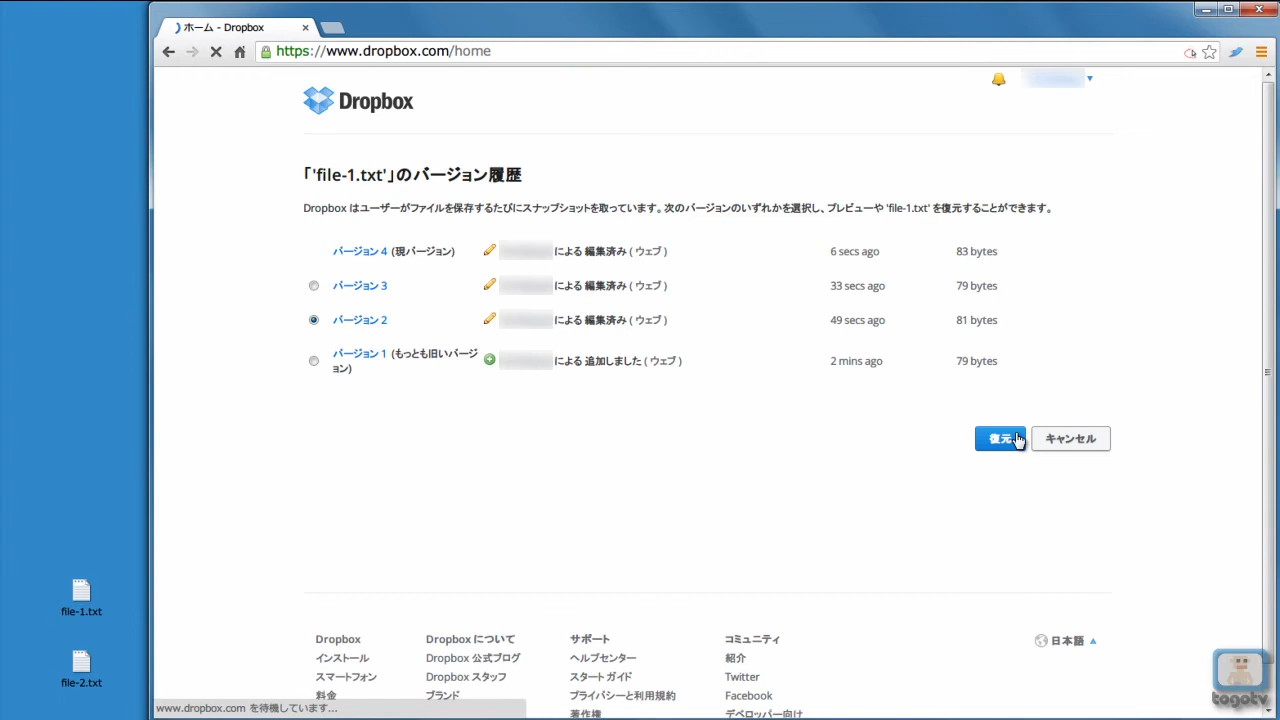 ホーム - Dropbox
https://www.dropbox.com/home
Dropbox
「'file-1.txt'」のバージョン履歴
Dropbox はユーザーがファイルを保存するたびにスナップショットを取っています。次のバージョンのいずれかを選択し、プレビューや 'file-1.txt' を復元することができます。
バージョン 4 (現バージョン) による 編集済み ( ウェブ ) 6 secs ago 83 bytes
バージョン 3 による 編集済み ( ウェブ ) 33 secs ago 79 bytes
バージョン 2 による 編集済み ( ウェブ ) 49 secs ago 81 bytes
バージョン 1 (もっとも旧いバージョン) による 追加しました ( ウェブ ) 2 mins ago 79 bytes
復元 キャンセル
file-1.txt
file-2.txt
Dropbox Dropbox について サポート コミュニティ 日本語
インストール Dropbox 公式ブログ ヘルプセンター 紹介
スマートフォン Dropbox スタッフ スタート ガイド Twitter
料金 ブランド プライバシーと利用規約 Facebook
著作権 デベロッパー向け
www.dropbox.com を待機しています...
togotv